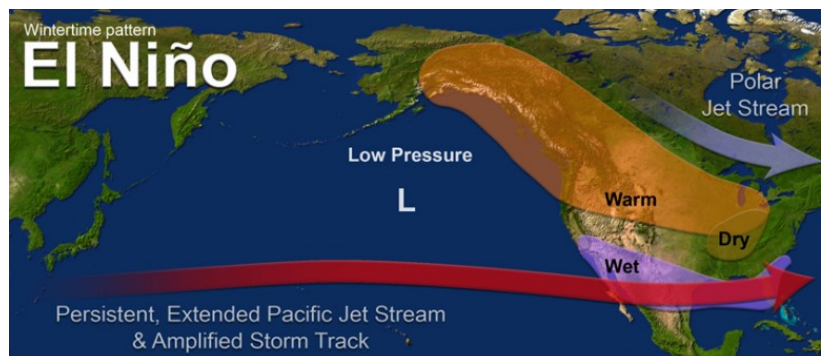 Wintertime pattern
El Niño
Polar
Jet Stream
Low Pressure
L
Warm
Dry
Wet
Persistent, Extended Pacific Jet Stream
& Amplified Storm Track